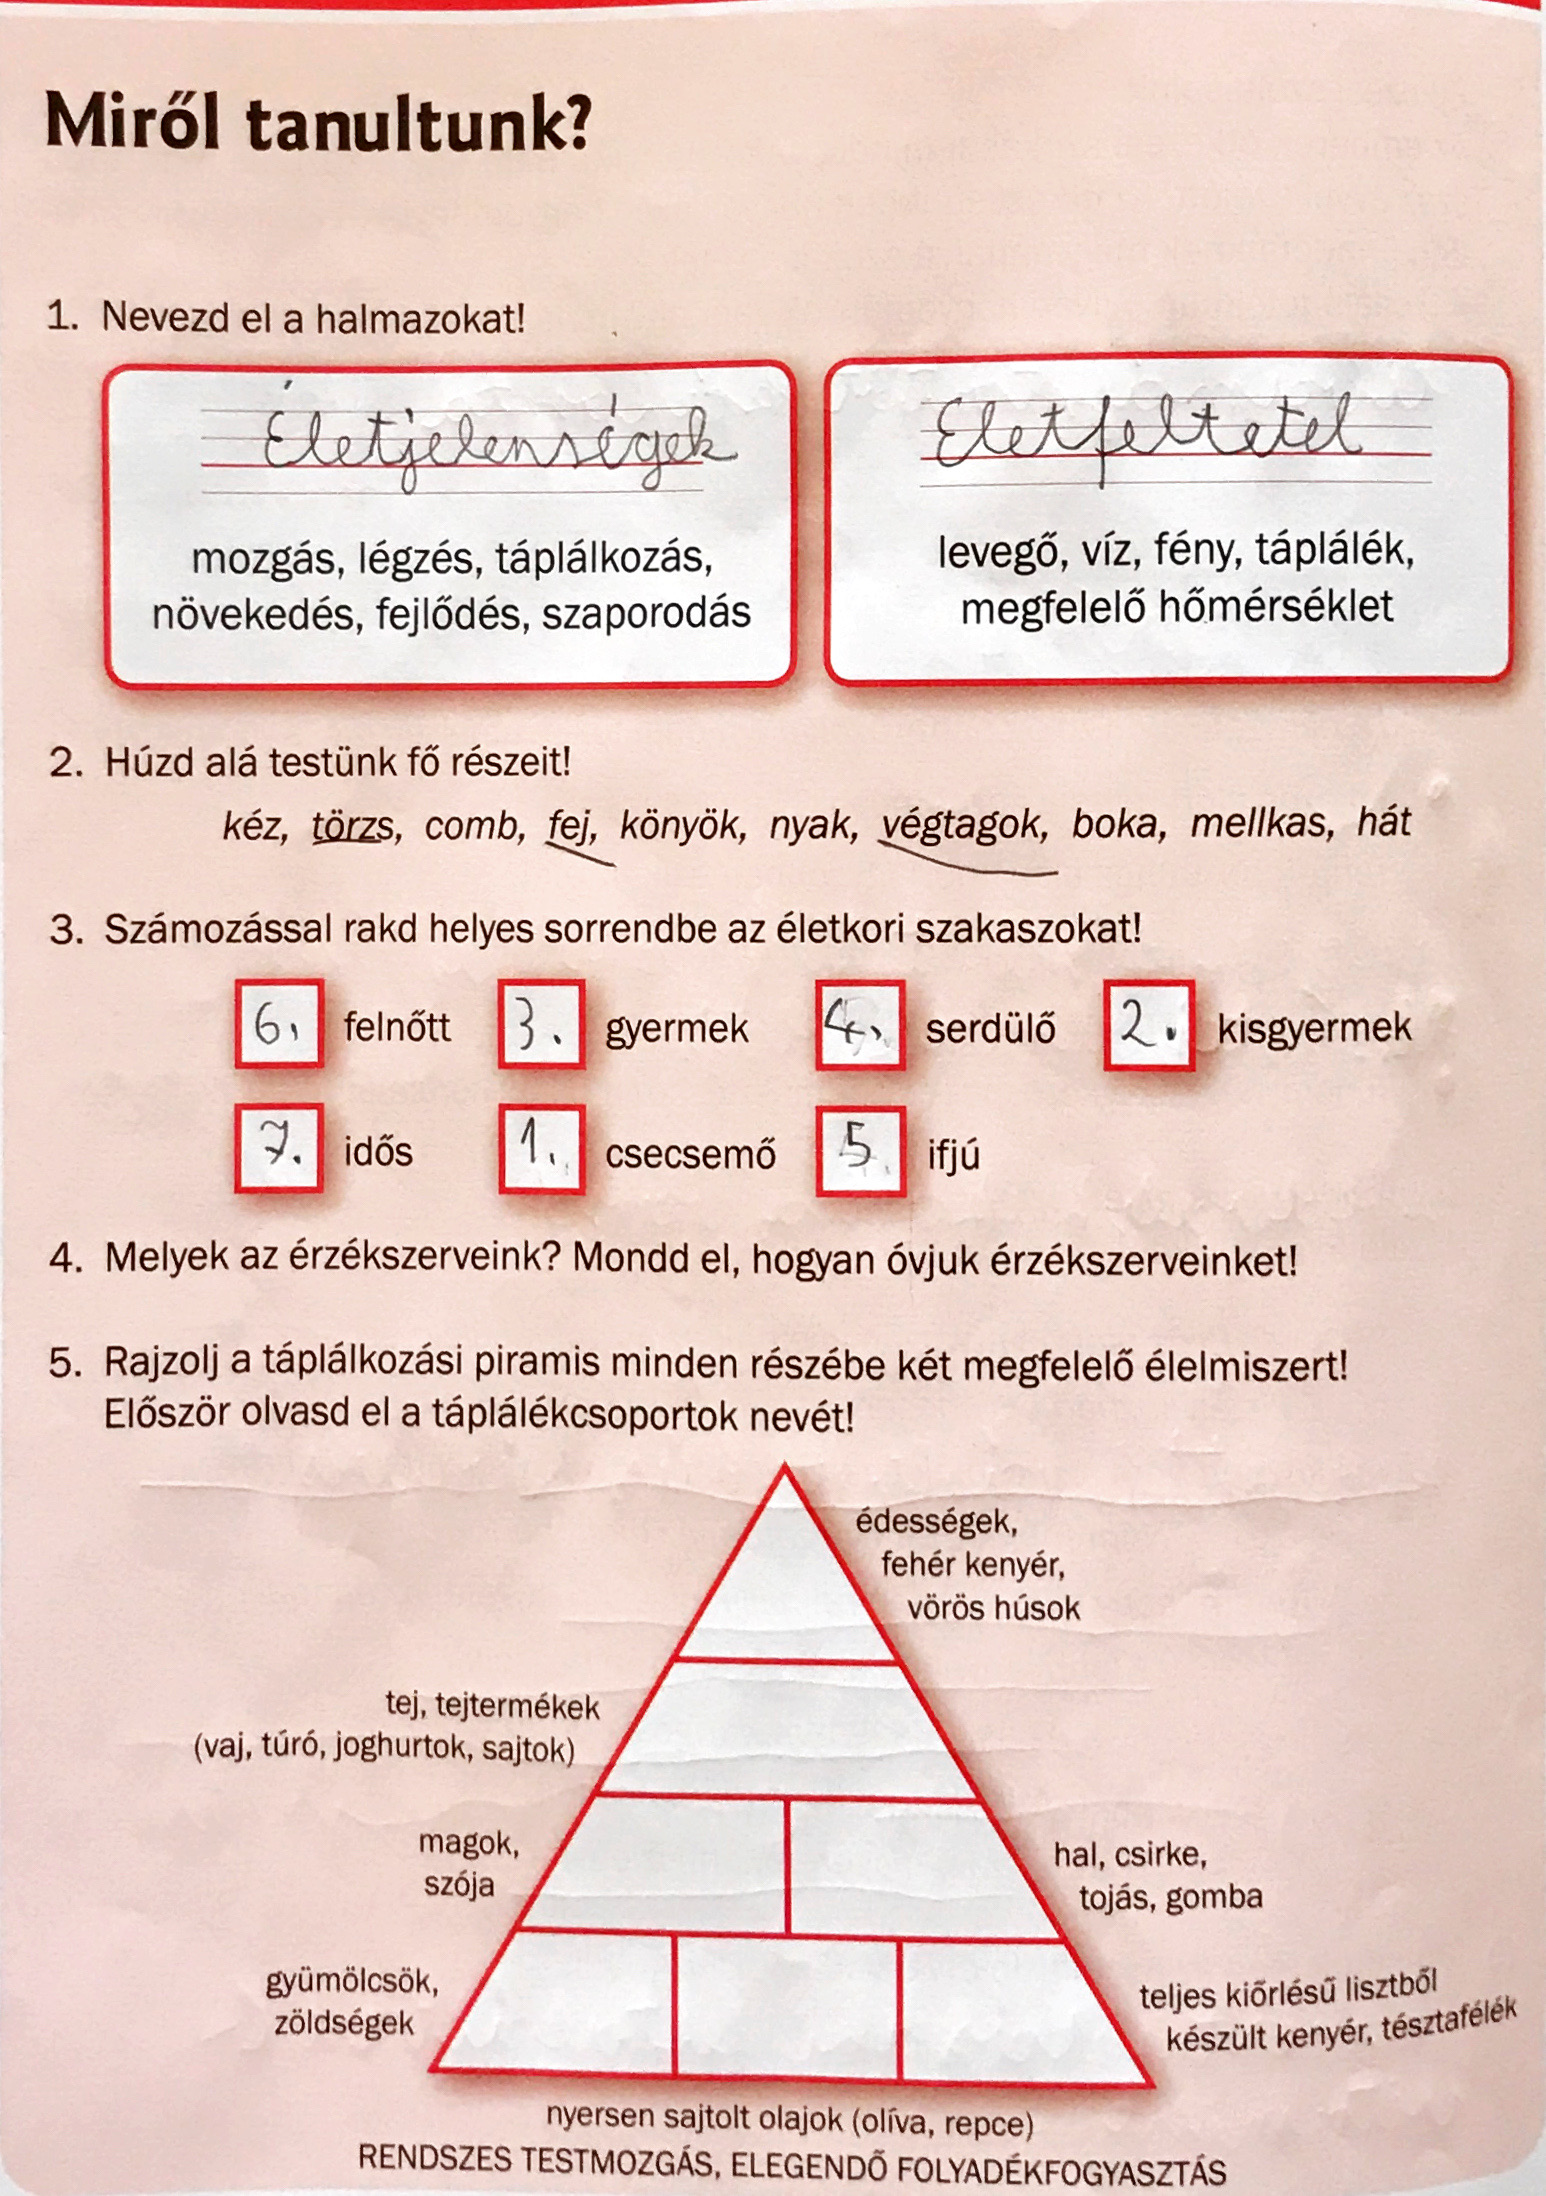 Miről tanultunk?
1. Nevezd el a halmazokat!
Életjelenségek
mozgás, légzés, táplálkozás,
növekedés, fejlődés, szaporodás
Eletfeltetel
levegő, víz, fény, táplálék,
megfelelő hőmérséklet
2. Húzd alá testünk fő részeit!
kéz, törzs, comb, fej, könyök, nyak, végtagok, boka, mellkas, hát
3. Számozással rakd helyes sorrendbe az életkori szakaszokat!
6. felnőtt 3. gyermek 4. serdülő 2. kisgyermek
7. idős 1. csecsemő 5. ifjú
4. Melyek az érzékszerveink? Mondd el, hogyan óvjuk érzékszerveinket!
5. Rajzolj a táplálkozási piramis minden részébe két megfelelő élelmiszert!
Először olvasd el a táplálékcsoportok nevét!
édességek,
fehér kenyér,
vörös húsok
tej, tejtermékek
(vaj, túró, joghurtok, sajtok)
magok,
szója
hal, csirke,
tojás, gomba
gyümölcsök,
zöldségek
teljes kiőrlésű lisztből
készült kenyér, tésztafélék
nyersen sajtolt olajok (olíva, repce)
RENDSZES TESTMOZGÁS, ELEGENDŐ FOLYADÉKFOGYASZTÁS